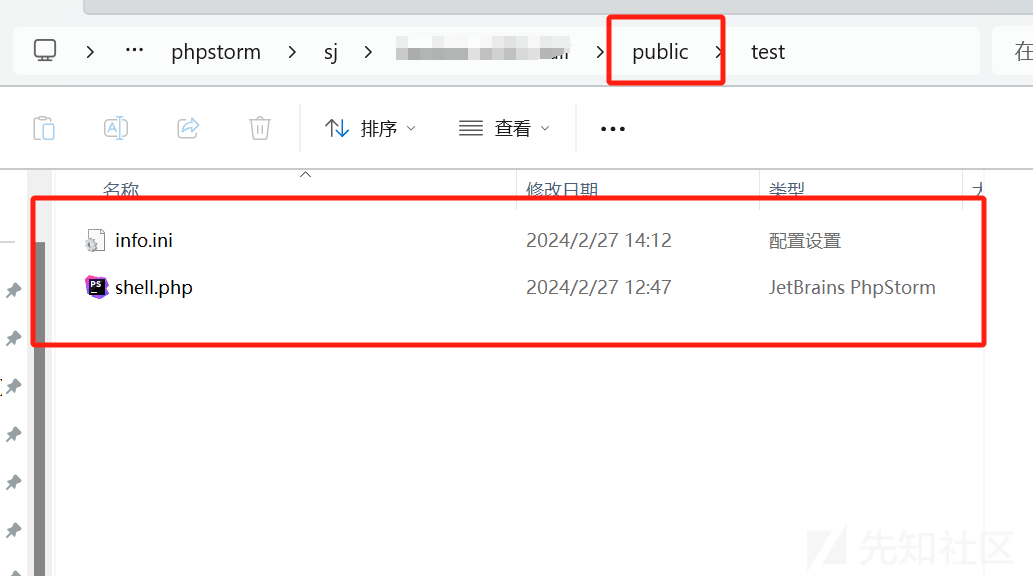 phpstorm sj public test
在
排序 查看
名称 修改日期 类型
info.ini 2024/2/27 14:12 配置设置
PS shell.php 2024/2/27 12:47 JetBrains PhpStorm
先知社区